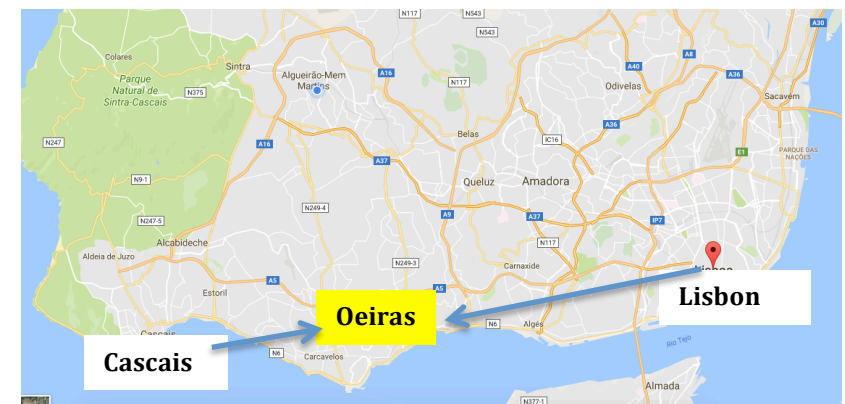 N117
N543
A30
N543
A8
Colares
Sintra
A40
A36
Parque
Natural de
Sintra-Cascais
Algueirão-Mem
Martins
A16
N117
Odivelas
N375
Sacavém
A36
N247
A16
Belas
IC16
E1
PARQUE DAS
NAÇÕES
A37
N9-1
Queluz
Amadora
N249-4
N247-5
A9
A37
IP7
Alcabideche
N117
Aldeia de Juzo
N249-3
Carnaxide
A5
A5
Lisbon
Estoril
Oeiras
N6
Algés
Cascais
Rio Tejo
Cascais
N6
Carcavelos
Almada
N377-1